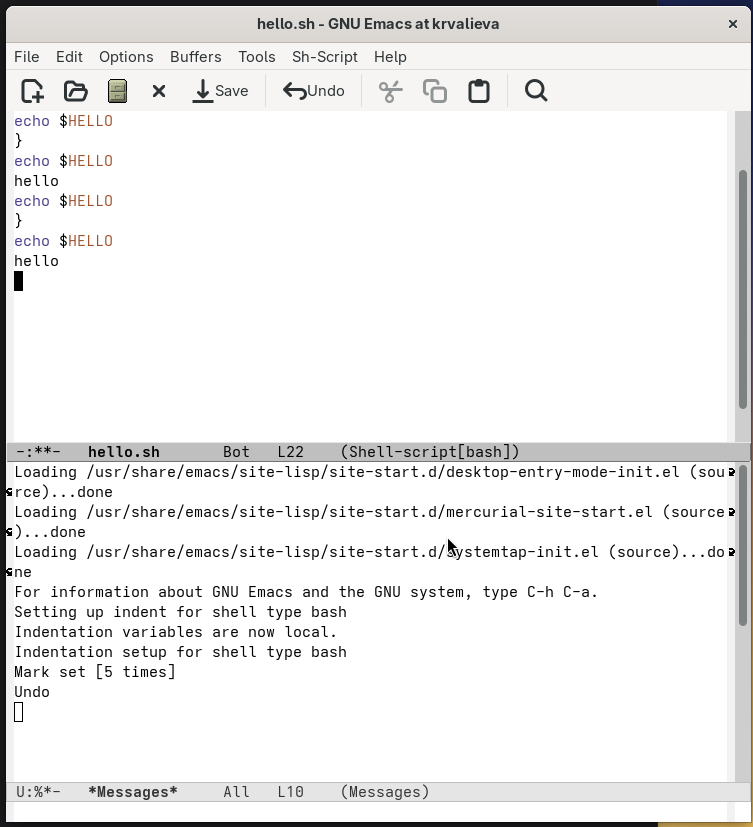 hello.sh - GNU Emacs at krvalieva
File Edit Options Buffers Tools Sh-Script Help
Save Undo
echo $HELLO
}
echo $HELLO
hello
echo $HELLO
}
echo $HELLO
hello
-:**- hello.sh Bot L22 (Shell-script[bash])
Loading /usr/share/emacs/site-lisp/site-start.d/desktop-entry-mode-init.el (sou
rce)...done
Loading /usr/share/emacs/site-lisp/site-start.d/mercurial-site-start.el (source
)...done
Loading /usr/share/emacs/site-lisp/site-start.d/systemtap-init.el (source)...do
ne
For information about GNU Emacs and the GNU system, type C-h C-a.
Setting up indent for shell type bash
Indentation variables are now local.
Indentation setup for shell type bash
Mark set [5 times]
Undo
U:%*- *Messages* All L10 (Messages)